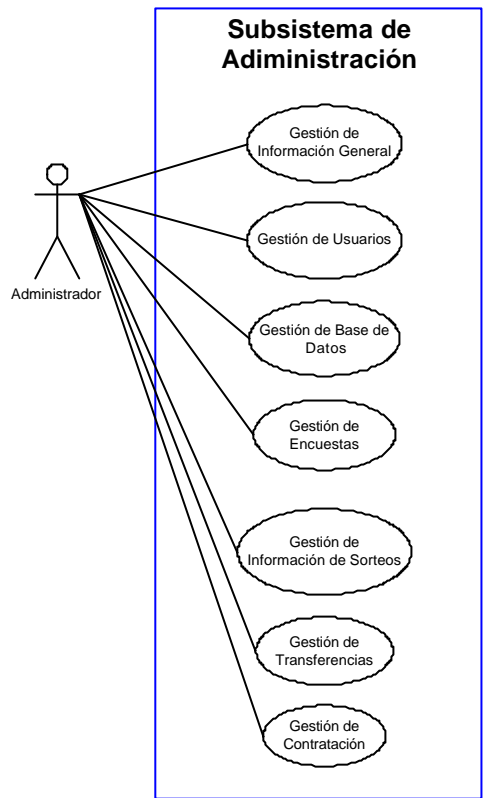 Subsistema de
Adiministración
Gestión de
Información General
Gestión de Usuarios
Administrador
Gestión de Base de
Datos
Gestión de
Encuestas
Gestión de
Información de Sorteos
Gestión de
Transferencias
Gestión de
Contratación